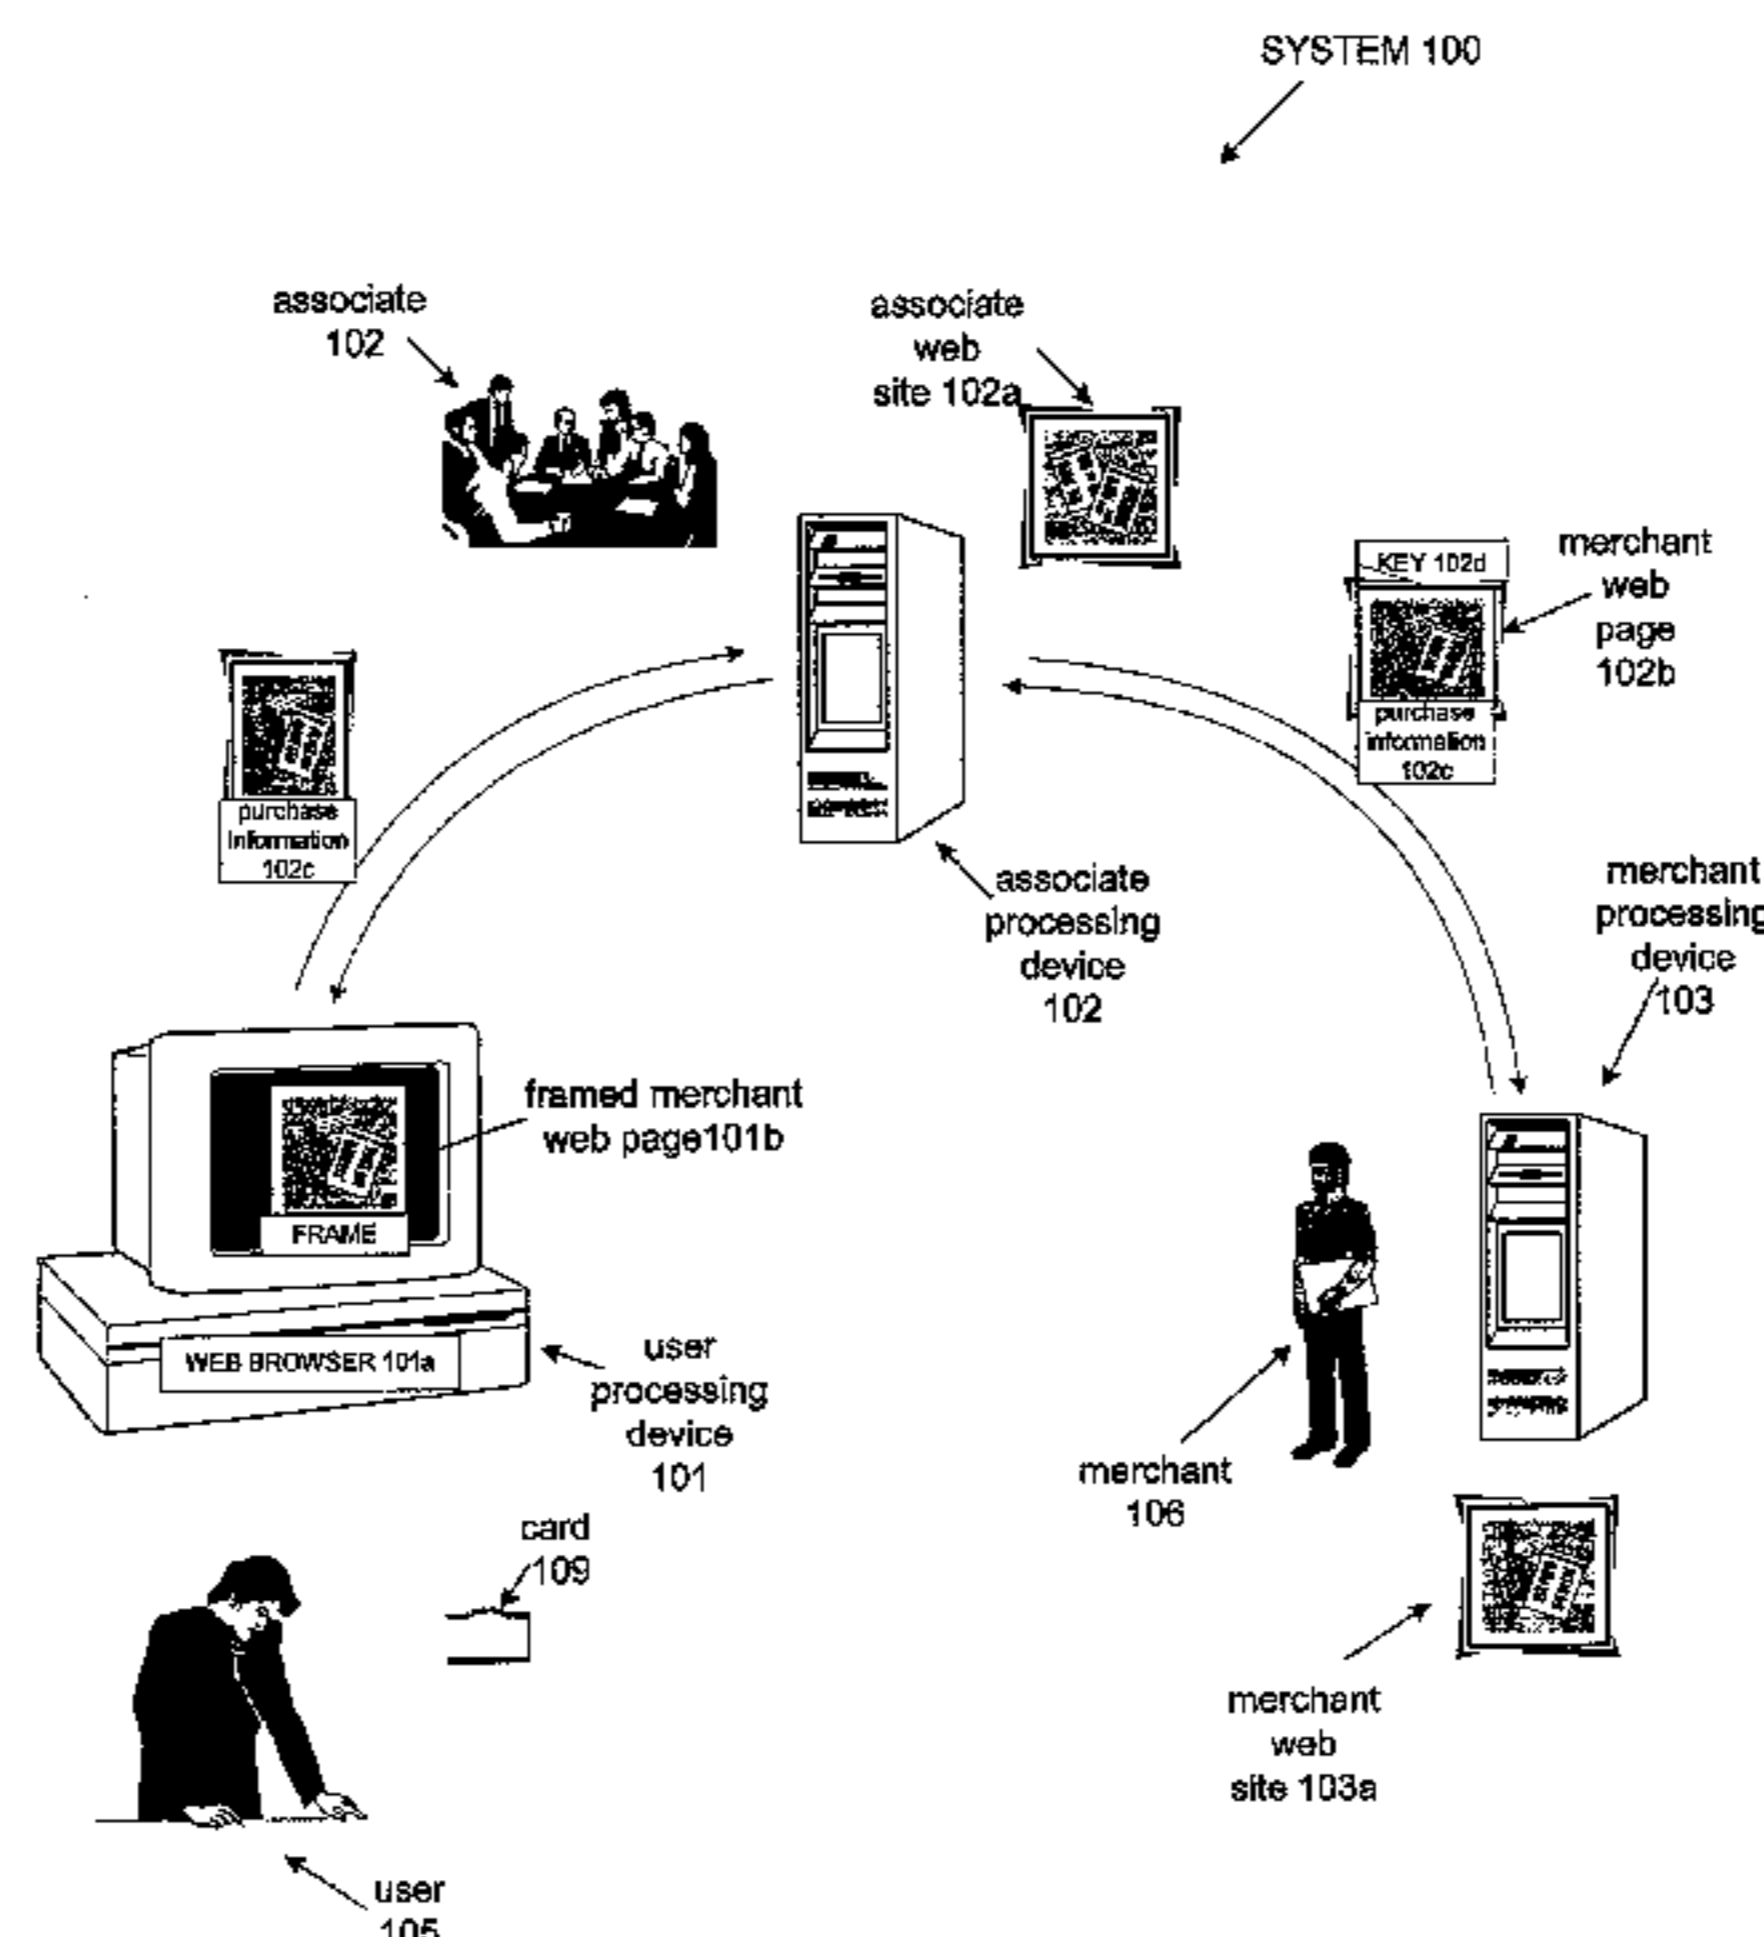 SYSTEM 100
associate
102
associate
web
site 102a
KEY 102d
merchant
web
page
102b
purchase
information
102c
purchase
information
102c
associate
processing
device
102
merchant
processing
device
103
framed merchant
web page101b
FRAME
WEB BROWSER 101a
user
processing
device
101
merchant
106
card
109
merchant
web
site 103a
user
105